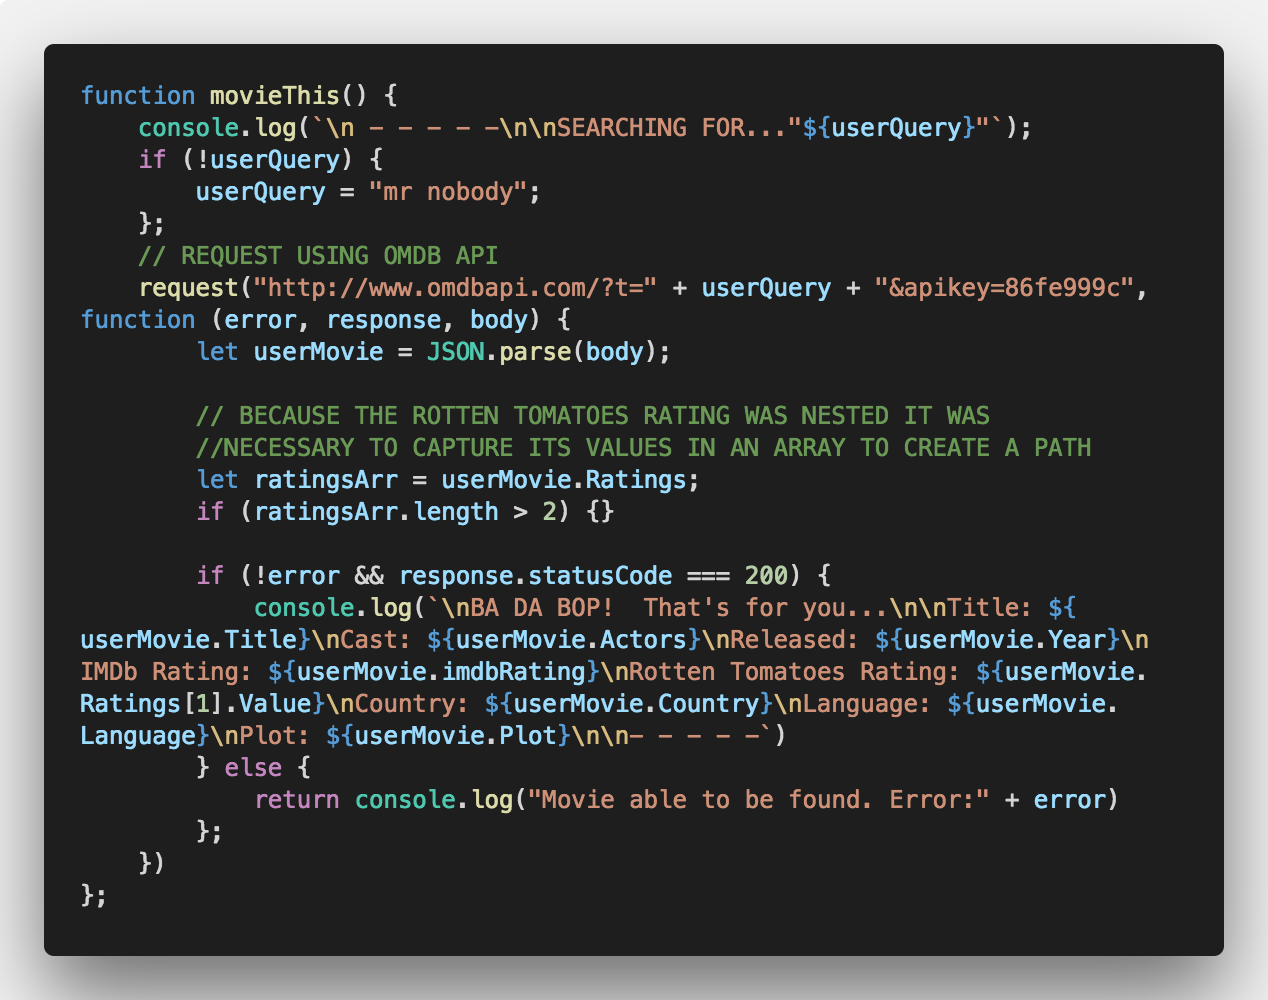 function movieThis() {
    console.log(`\n - - - - -\n\nSEARCHING FOR..."${userQuery}"`);
    if (!userQuery) {
        userQuery = "mr nobody";
    };
    // REQUEST USING OMDB API
    request("http://www.omdbapi.com/?t=" + userQuery + "&apikey=86fe999c",
function (error, response, body) {
        let userMovie = JSON.parse(body);

        // BECAUSE THE ROTTEN TOMATOES RATING WAS NESTED IT WAS
        //NECESSARY TO CAPTURE ITS VALUES IN AN ARRAY TO CREATE A PATH
        let ratingsArr = userMovie.Ratings;
        if (ratingsArr.length > 2) {}

        if (!error && response.statusCode === 200) {
            console.log(`\nBA DA BOP!  That's for you...\n\nTitle: ${
userMovie.Title}\nCast: ${userMovie.Actors}\nReleased: ${userMovie.Year}\n
IMDb Rating: ${userMovie.imdbRating}\nRotten Tomatoes Rating: ${userMovie.
Ratings[1].Value}\nCountry: ${userMovie.Country}\nLanguage: ${userMovie.
Language}\nPlot: ${userMovie.Plot}\n\n- - - - -`)
        } else {
            return console.log("Movie able to be found. Error:" + error)
        };
    })
};